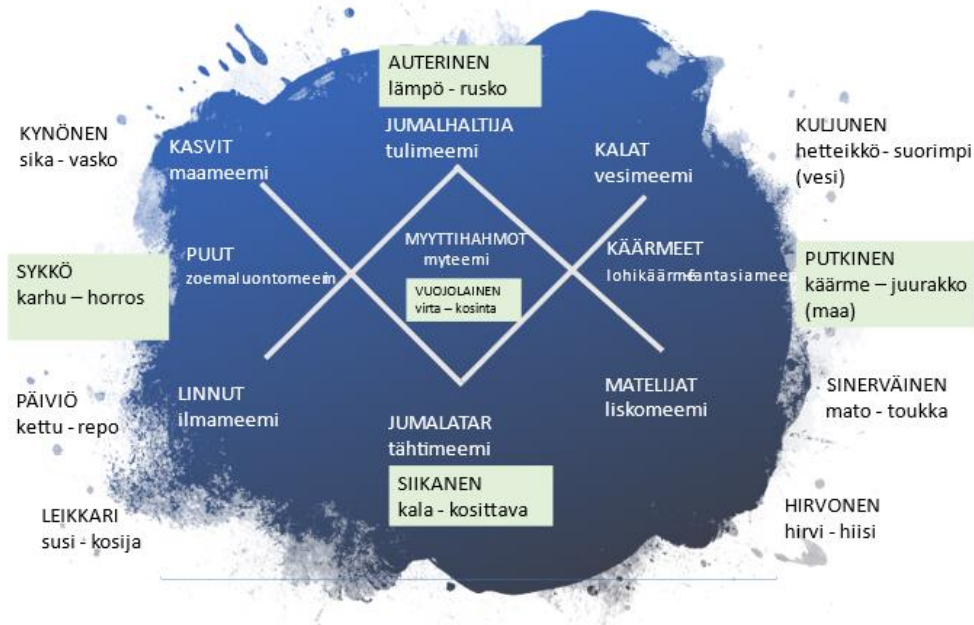 AUTERINEN
lämpö - rusko
KYNÖNEN
sika - vasko
KASVIT
maameemi
JUMALHALTIJA
tulimeemi
KALAT
vesimeemi
KULJUNEN
hetteikkö - suorimpi
(vesi)
SYKKÖ
karhu – horros
PUUT
zoemaluontomeemi
MYYTTIHAHMOT
myteemi
VUOJOLAINEN
virta – kosinta
KÄÄRMEET
lohikäärme
PUTKINEN
käärme – juurakko
(maa)
PÄIVIÖ
kettu - repo
LINNUT
ilmameemi
JUMALATAR
tähtimeemi
MATELIJAT
liskomeemi
SINERVÄINEN
mato - toukka
SIIKANEN
kala - kosittava
LEIKKARI
susi - kosija
HIRVONEN
hirvi - hiisi